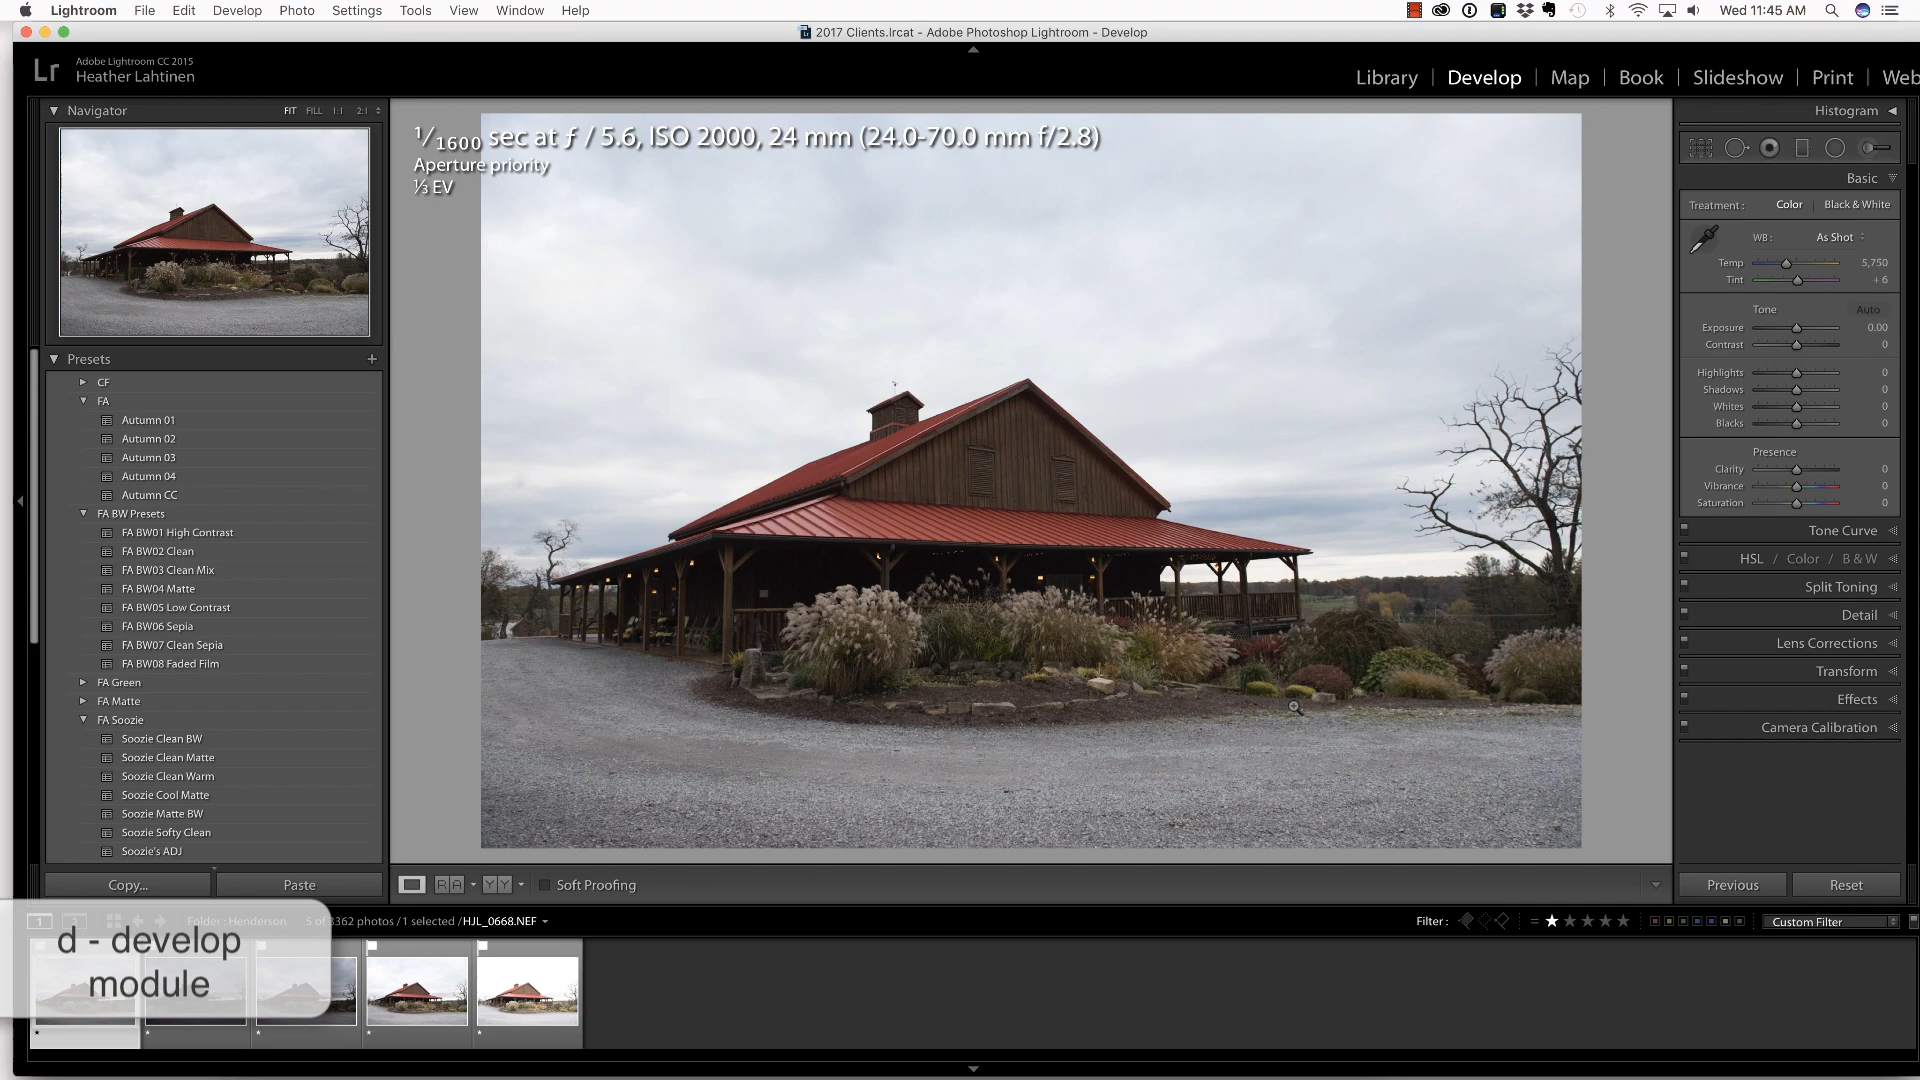 Lightroom File Edit Develop Photo Settings Tools View Window Help Wed 11:45 AM
2017 Clients.lrcat - Adobe Photoshop Lightroom - Develop
Lr Adobe Lightroom CC 2015
Heather Lahtinen
Library | Develop | Map | Book | Slideshow | Print | Web
Navigator FIT FILL 1:1 2:1
Presets +
CF
FA
Autumn 01
Autumn 02
Autumn 03
Autumn 04
Autumn CC
FA BW Presets
FA BW01 High Contrast
FA BW02 Clean
FA BW03 Clean Mix
FA BW04 Matte
FA BW05 Low Contrast
FA BW06 Sepia
FA BW07 Clean Sepia
FA BW08 Faded Film
FA Green
FA Matte
FA Soozie
Soozie Clean BW
Soozie Clean Matte
Soozie Clean Warm
Soozie Cool Matte
Soozie Matte BW
Soozie Softy Clean
Soozie's ADJ
Copy... Paste
1/1600 sec at ƒ / 5.6, ISO 2000, 24 mm (24.0-70.0 mm f/2.8)
Aperture priority
⅓ EV
Histogram
Basic
Treatment : Color | Black & White
WB : As Shot
Temp 5,750
Tint + 6
Tone Auto
Exposure 0.00
Contrast 0
Highlights 0
Shadows 0
Whites 0
Blacks 0
Presence
Clarity 0
Vibrance 0
Saturation 0
Tone Curve
HSL / Color / B & W
Split Toning
Detail
Lens Corrections
Transform
Effects
Camera Calibration
Previous Reset
R A Y Y Soft Proofing
1 2 Folder : Henderson 5 of 8362 photos / 1 selected / HJL_0668.NEF Filter : Custom Filter
d - develop
module